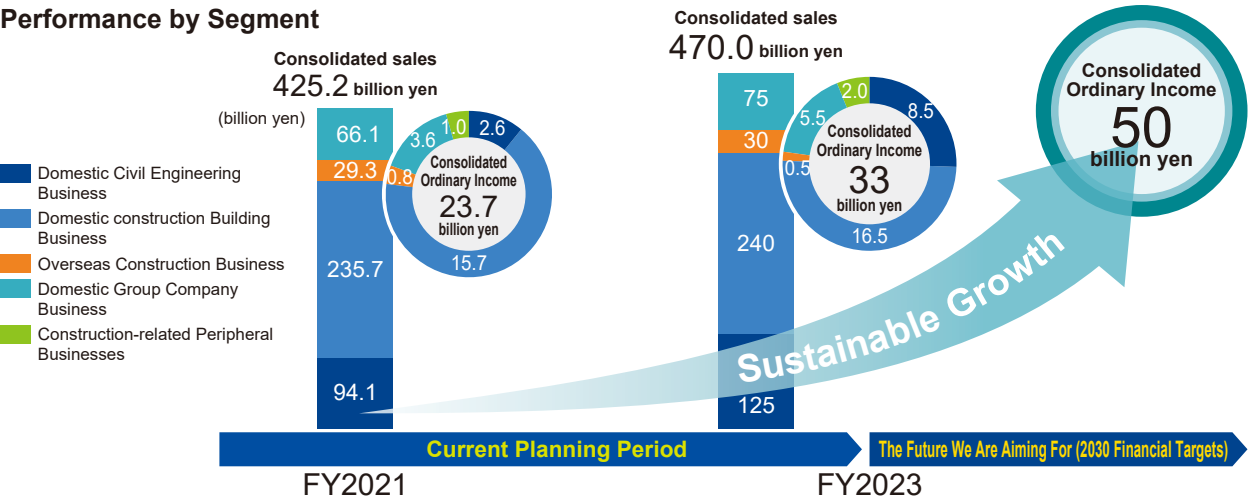 Performance by Segment
Consolidated sales
425.2 billion yen
(billion yen)
66.1
29.3
235.7
94.1
1.0
2.6
3.6
0.8
15.7
Consolidated
Ordinary Income
23.7
billion yen
Domestic Civil Engineering
Business
Domestic construction Building
Business
Overseas Construction Business
Domestic Group Company
Business
Construction-related Peripheral
Businesses
Consolidated sales
470.0 billion yen
75
30
240
125
2.0
8.5
5.5
0.5
16.5
Consolidated
Ordinary Income
33
billion yen
Consolidated
Ordinary Income
50
billion yen
Sustainable Growth
Current Planning Period
The Future We Are Aiming For (2030 Financial Targets)
FY2021
FY2023